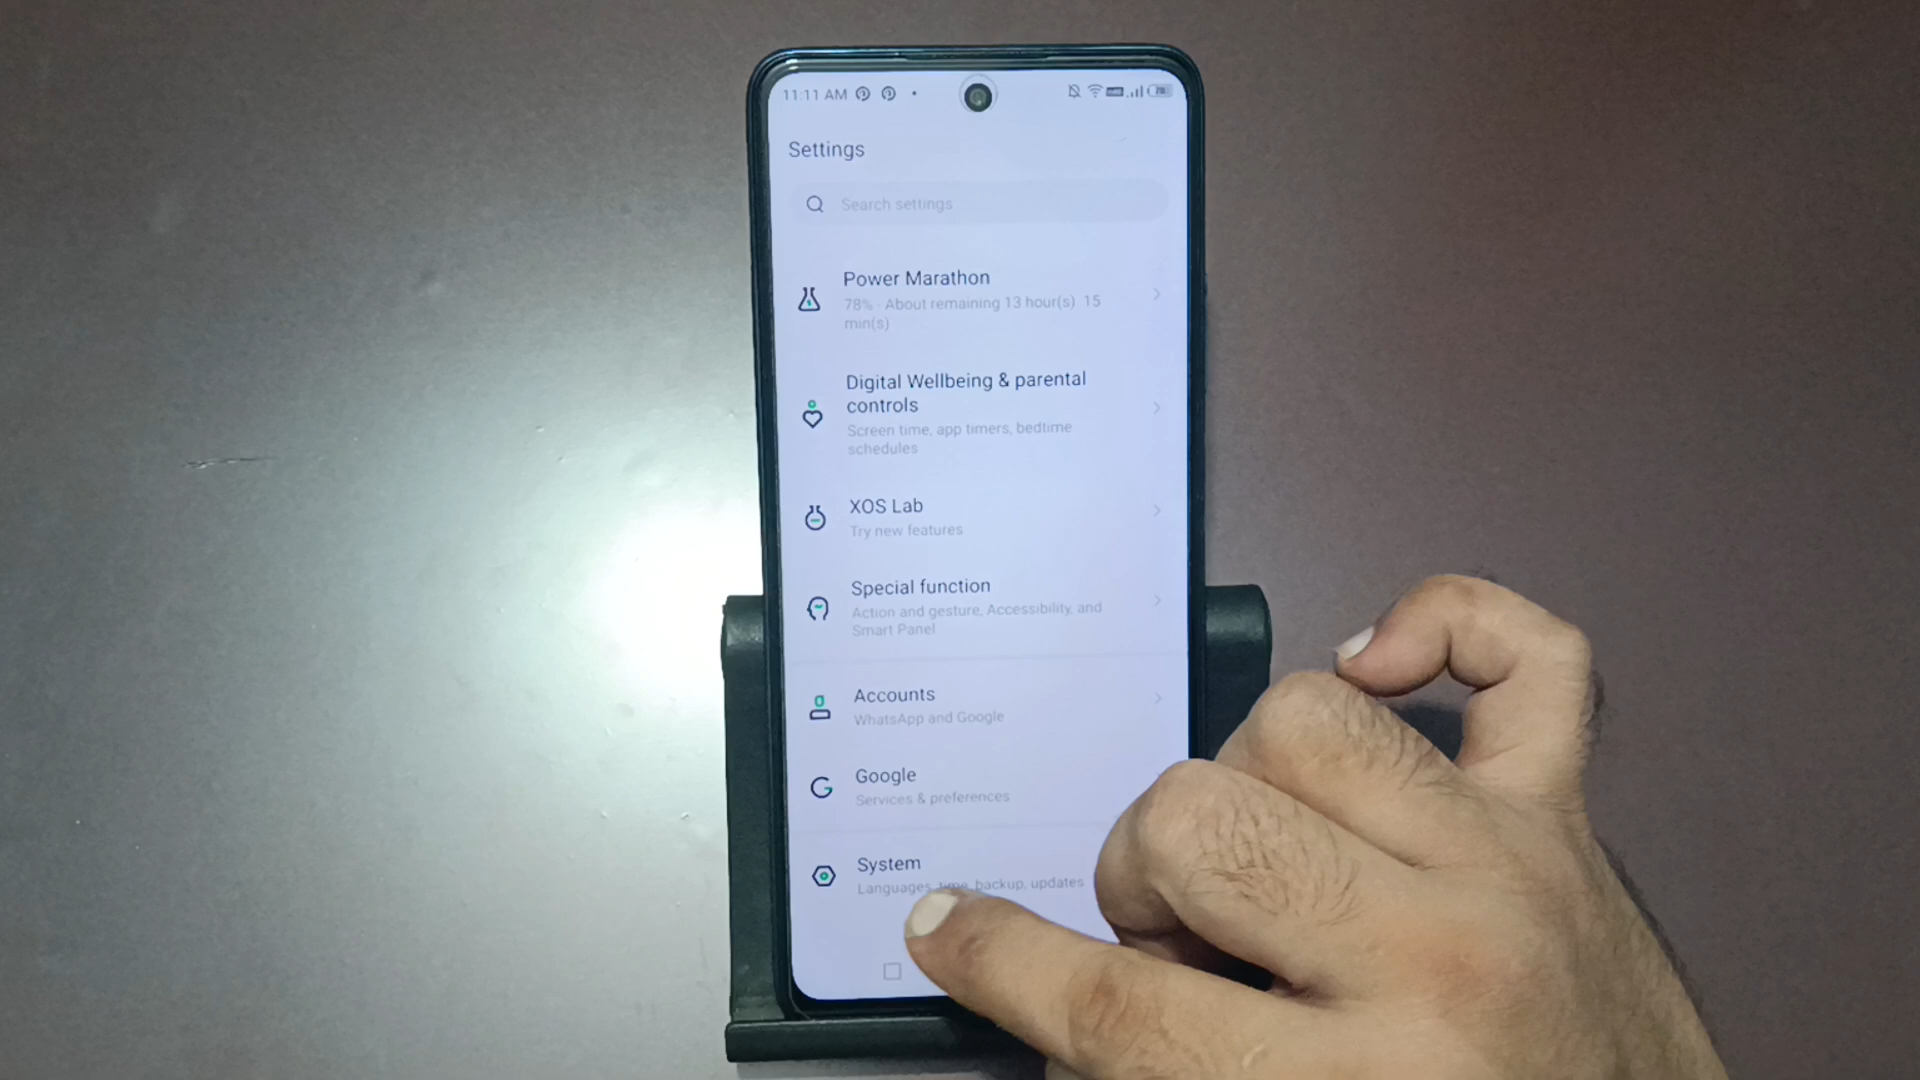 11:11 AM
Settings
Search settings
Power Marathon
78% - About remaining 13 hour(s) 15
min(s)
Digital Wellbeing & parental
controls
Screen time, app timers, bedtime
schedules
XOS Lab
Try new features
Special function
Action and gesture, Accessibility, and
Smart Panel
Accounts
WhatsApp and Google
Google
Services & preferences
System
Languages, time, backup, updates